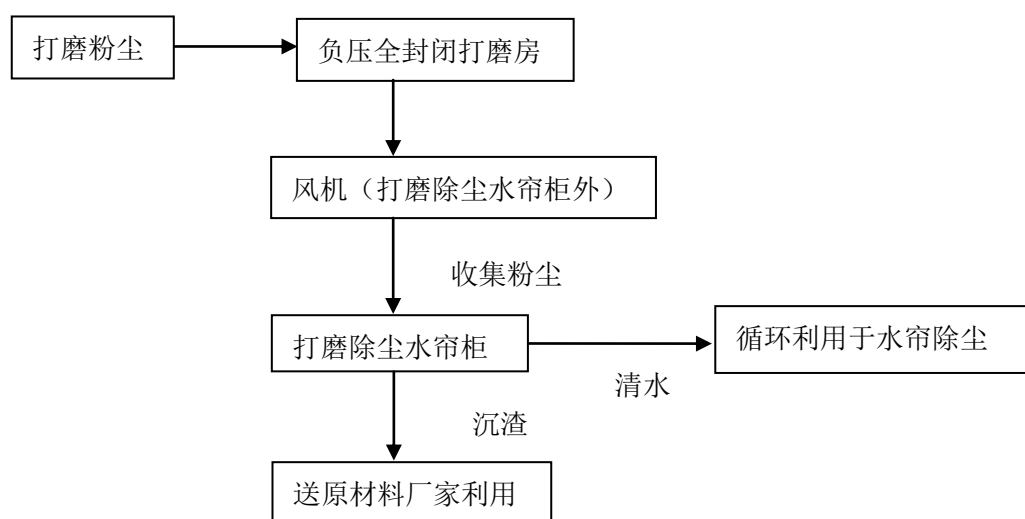 打磨粉尘
负压全封闭打磨房
风机（打磨除尘水帘柜外）
收集粉尘
打磨除尘水帘柜
循环利用于水帘除尘
清水
沉渣
送原材料厂家利用